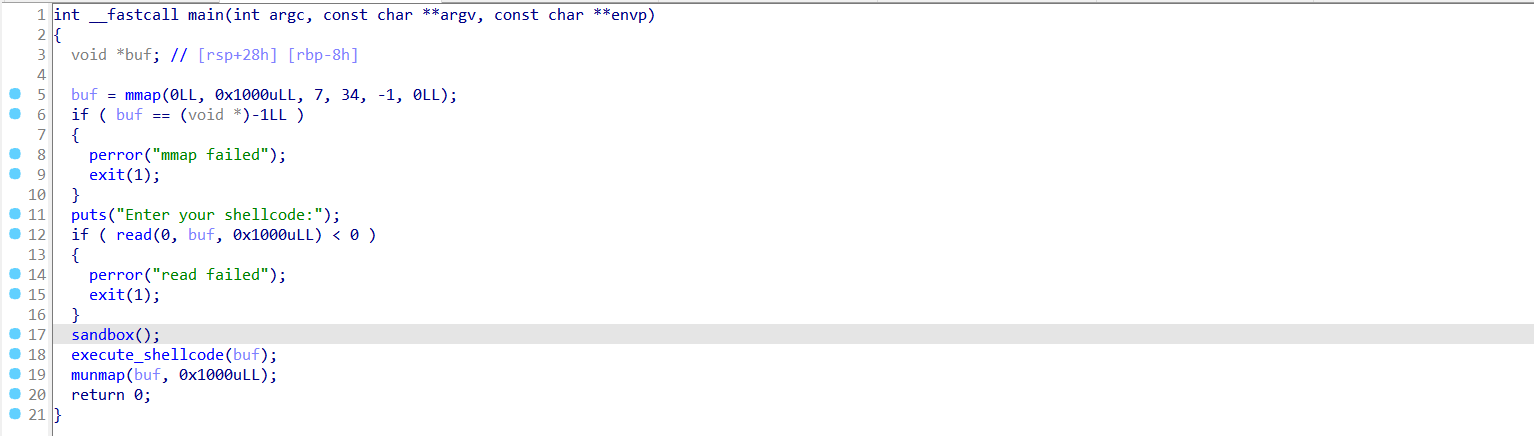 1 int __fastcall main(int argc, const char **argv, const char **envp)
2 {
3   void *buf; // [rsp+28h] [rbp-8h]
4
5   buf = mmap(0LL, 0x1000uLL, 7, 34, -1, 0LL);
6   if ( buf == (void *)-1LL )
7   {
8     perror("mmap failed");
9     exit(1);
10   }
11   puts("Enter your shellcode:");
12   if ( read(0, buf, 0x1000uLL) < 0 )
13   {
14     perror("read failed");
15     exit(1);
16   }
17   sandbox();
18   execute_shellcode(buf);
19   munmap(buf, 0x1000uLL);
20   return 0;
21 }